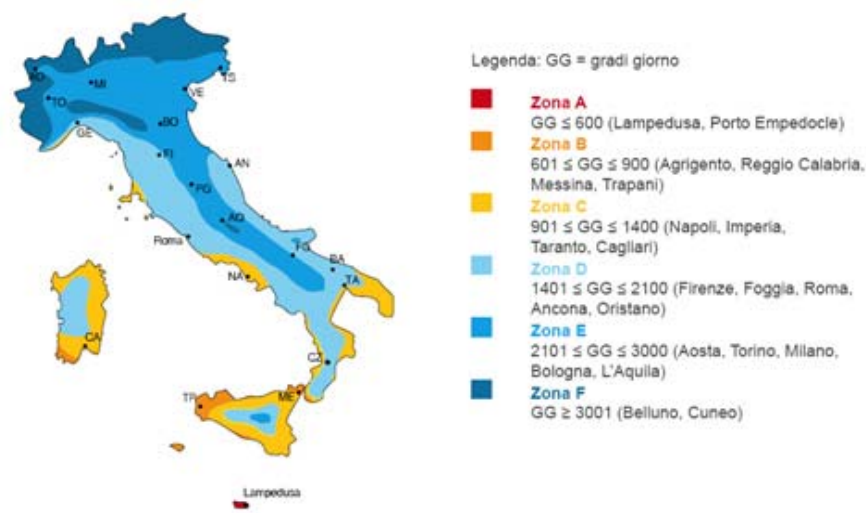 Legenda: GG = gradi giorno
Zona A
GG ≤ 600 (Lampedusa, Porto Empedocle)
Zona B
601 ≤ GG ≤ 900 (Agrigento, Reggio Calabria,
Messina, Trapani)
Zona C
901 ≤ GG ≤ 1400 (Napoli, Imperia,
Taranto, Cagliari)
Zona D
1401 ≤ GG ≤ 2100 (Firenze, Foggia, Roma,
Ancona, Oristano)
Zona E
2101 ≤ GG ≤ 3000 (Aosta, Torino, Milano,
Bologna, L'Aquila)
Zona F
GG ≥ 3001 (Belluno, Cuneo)
AO
MI
TS
TO
VE
GE
BO
FI
AN
PG
AQ
Roma
FG
BA
NA
TA
CA
CZ
TP
ME
Lampedusa